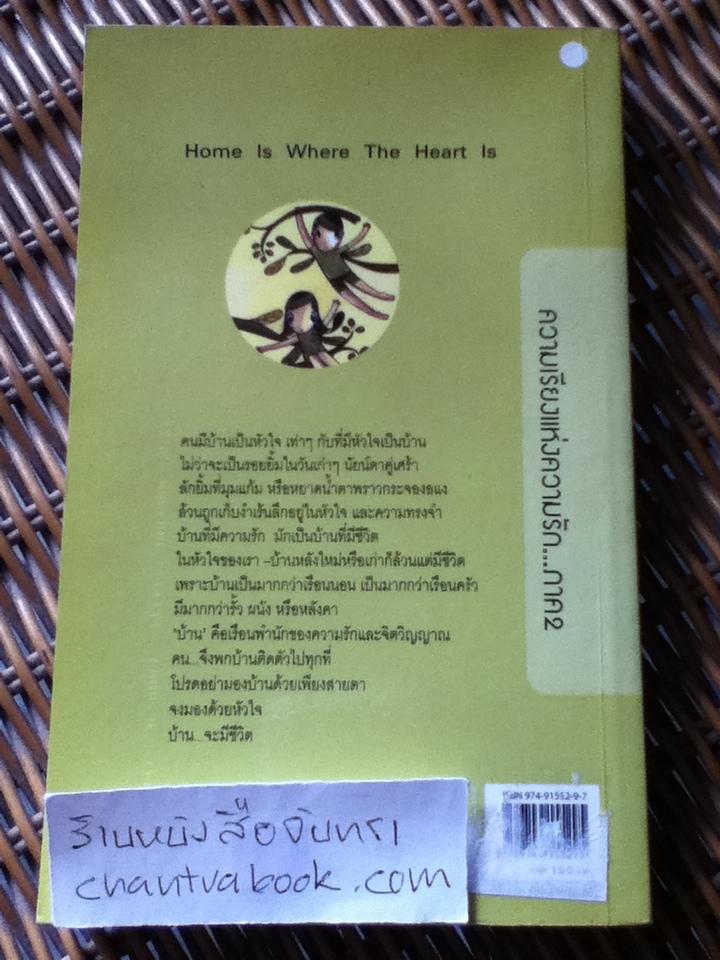 Home Is Where The Heart Is
ความเรียงแห่งความรัก...ภาค2
คนมีบ้านเป็นหัวใจ เท่าๆ กับที่มีหัวใจเป็นบ้าน
ไม่ว่าจะเป็นรอยยิ้มในวันเก่าๆ นัยน์ตาคู่เศร้า
ลักยิ้มที่มุมแก้ม หรือหยาดน้ำตาพราวกระจององแง
ล้วนถูกเก็บงำเร้นลึกอยู่ในหัวใจ และความทรงจำ
บ้านที่มีความรัก มักเป็นบ้านที่มีชีวิต
ในหัวใจของเรา –บ้านหลังใหม่หรือเก่าก็ล้วนแต่มีชีวิต
เพราะบ้านเป็นมากกว่าเรือนนอน เป็นมากกว่าเรือนครัว
มีมากกว่ารั้ว ผนัง หรือหลังคา
'บ้าน' คือเรือนพำนักของความรักและจิตวิญญาณ
คน...จึงพกบ้านติดตัวไปทุกที่
โปรดอย่ามองบ้านด้วยเพียงสายตา
จงมองด้วยหัวใจ
บ้าน...จะมีชีวิต
ISBN 974-91552-9-7
ร้านหนังสือจันทรา
chantrabook.com